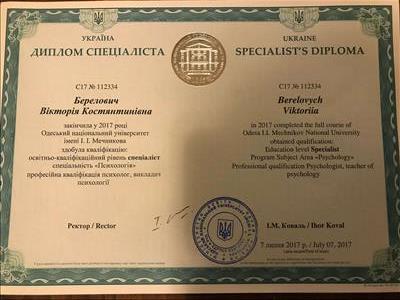 УКРАЇНА
ДИПЛОМ СПЕЦІАЛІСТА
С17 № 112334
Берелович
Вікторія Костянтинівна
закінчила у 2017 році
Одеський національний університет
імені І. І. Мечникова
здобула кваліфікацію:
освітньо-кваліфікаційний рівень спеціаліст
спеціальність «Психологія»
професійна кваліфікація психолог, викладач
психології
Ректор / Rector
UKRAINE
SPECIALIST'S DIPLOMA
C17 № 112334
Berelovych
Viktoriia
in 2017 completed the full course of
Odesa I.I. Mechnikov National University
obtained qualification:
Education level Specialist
Program Subject Area «Psychology»
Professional qualification Psychologist, teacher of
psychology
І.М. Коваль / Ihor Koval
7 липня 2017 р. / July 07, 2017